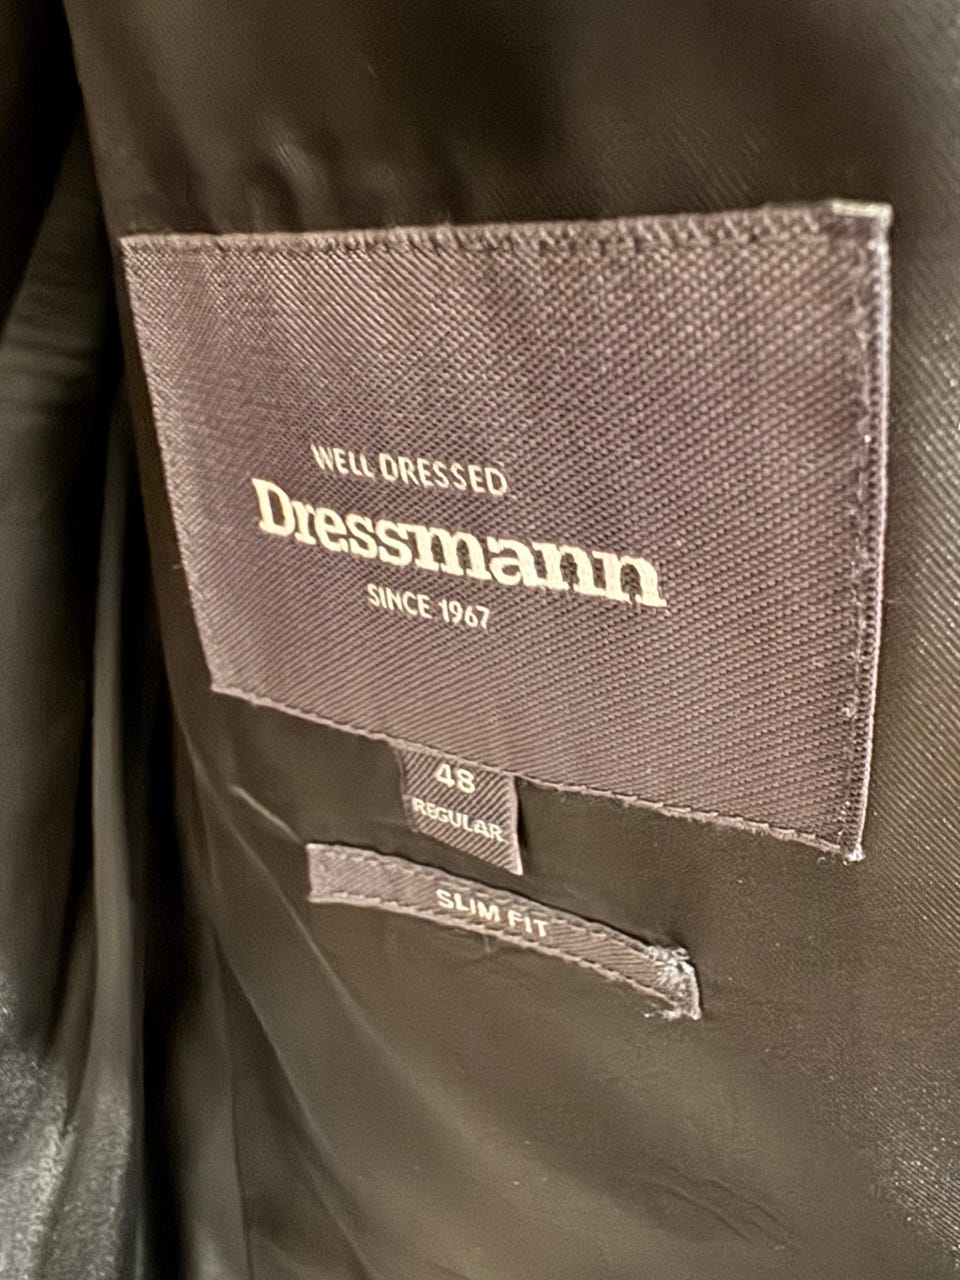 WELL DRESSED
Dressmann
SINCE 1967
48
REGULAR
SLIM FIT